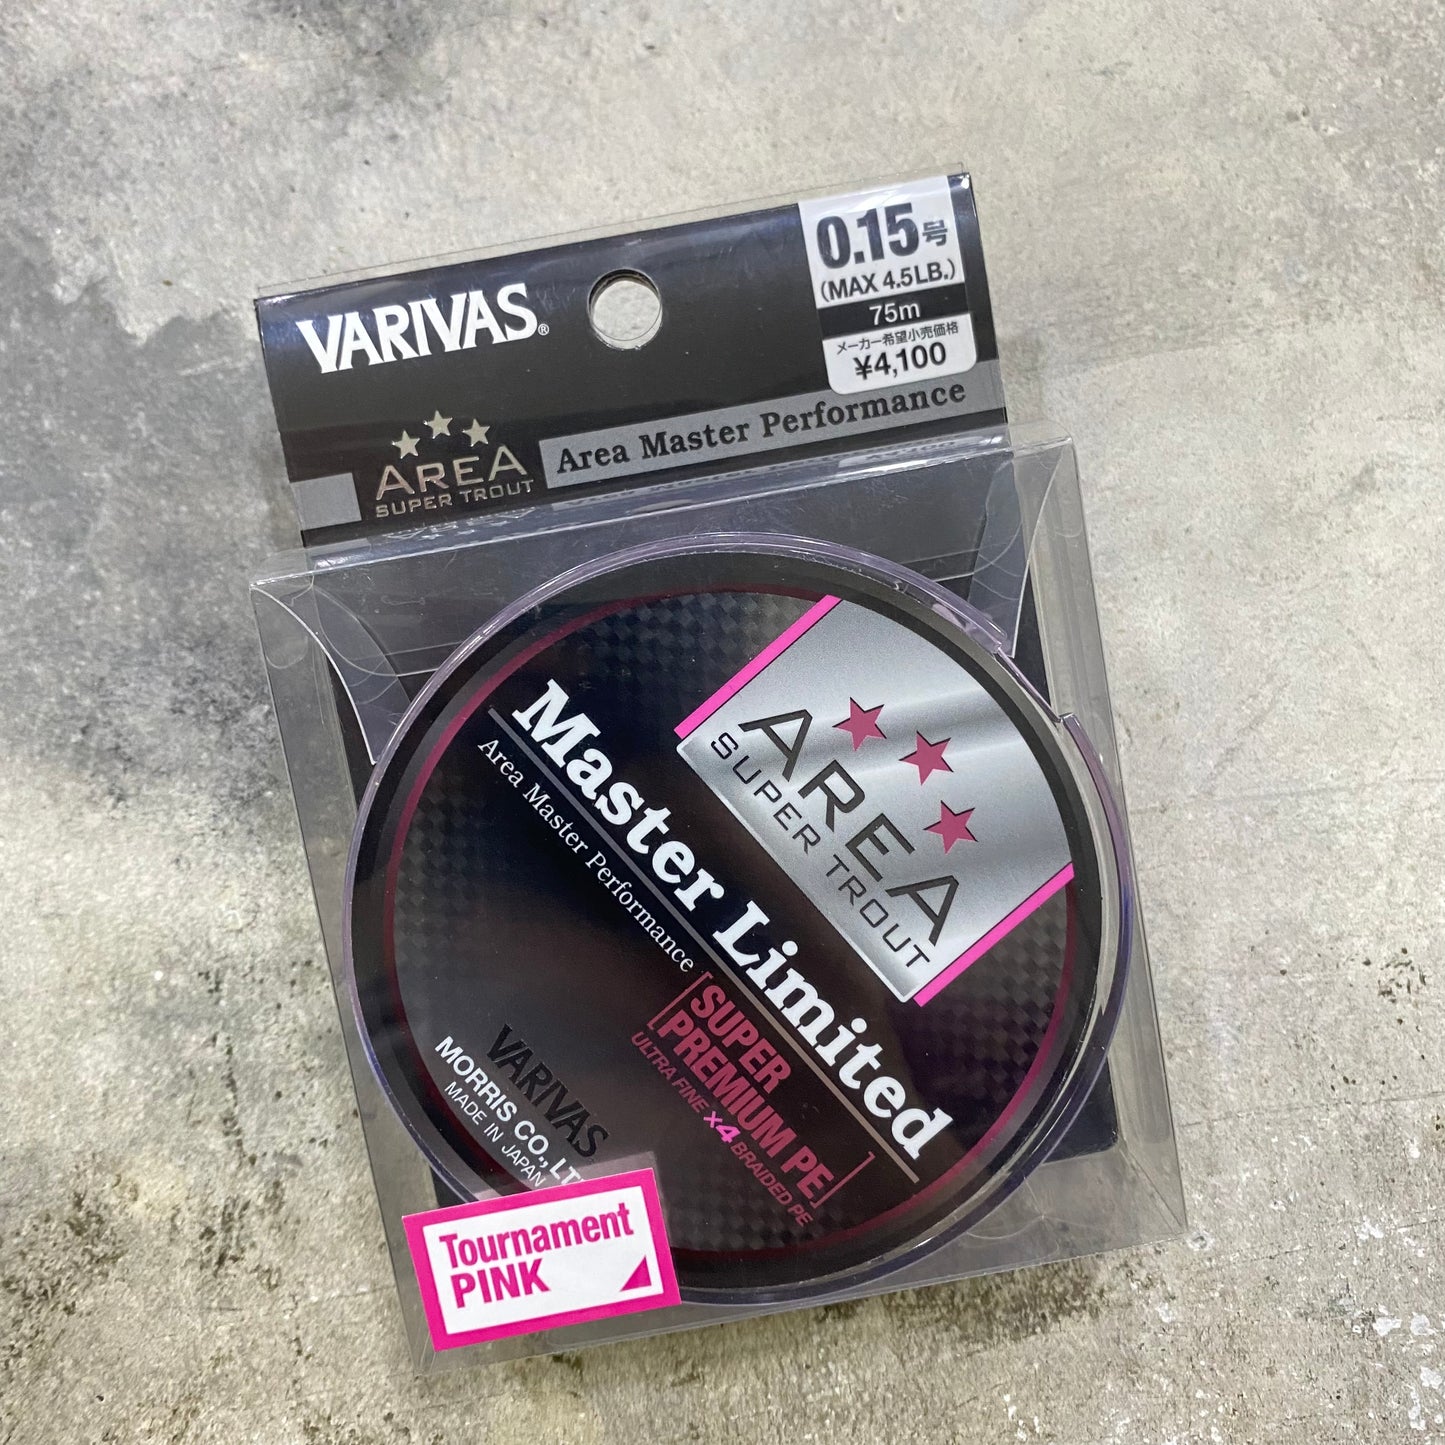 VARIVAS®
0.15号
(MAX 4.5LB.)
75m
メーカー希望小売価格
¥4,100
AREA
SUPER TROUT
Area Master Performance
AREA
SUPER TROUT
Master Limited
Area Master Performance
SUPER
PREMIUM PE
ULTRA FINE ×4 BRAIDED PE
VARIVAS
MORRIS CO.,
MADE IN JAPAN
Tournament
PINK